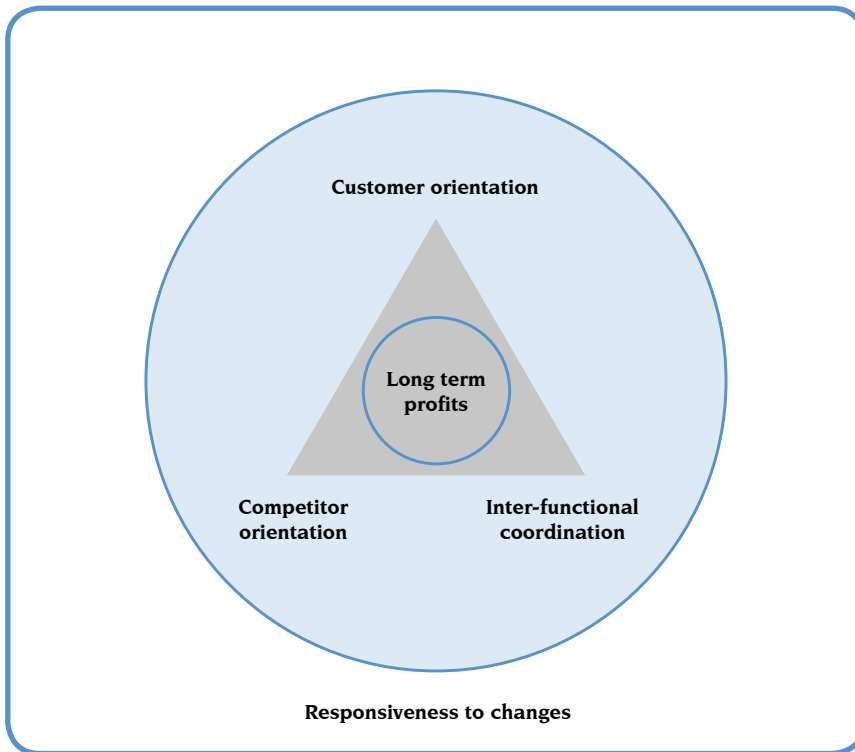 Customer orientation
Long term
profits
Competitor
orientation
Inter-functional
coordination
Responsiveness to changes